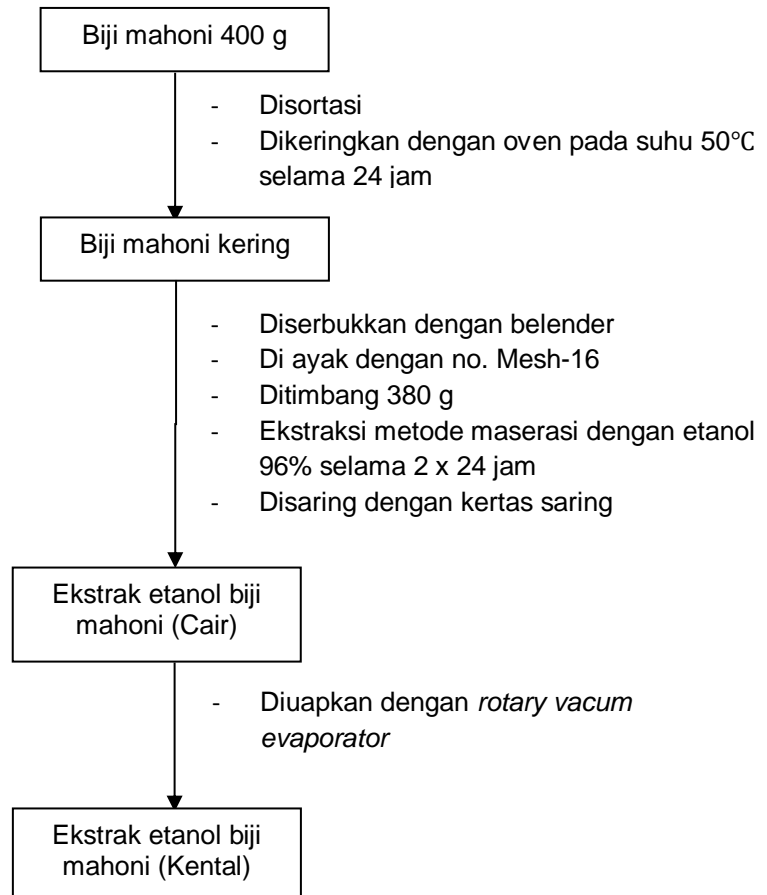 Biji mahoni 400 g
- Disortasi
- Dikeringkan dengan oven pada suhu 50℃
selama 24 jam
Biji mahoni kering
- Diserbukkan dengan belender
- Di ayak dengan no. Mesh-16
- Ditimbang 380 g
- Ekstraksi metode maserasi dengan etanol
96% selama 2 x 24 jam
- Disaring dengan kertas saring
Ekstrak etanol biji
mahoni (Cair)
- Diuapkan dengan rotary vacum
evaporator
Ekstrak etanol biji
mahoni (Kental)